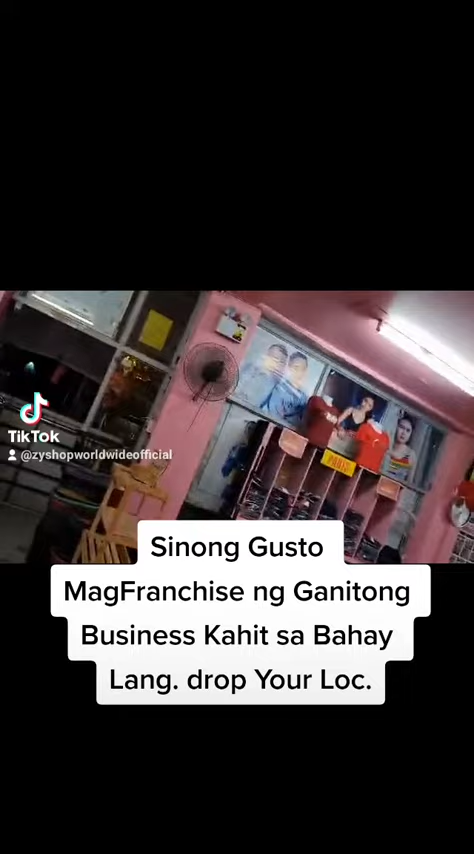 TikTok
@zyshopworldwideofficial
Sinong Gusto
MagFranchise ng Ganitong
Business Kahit sa Bahay
Lang. drop Your Loc.